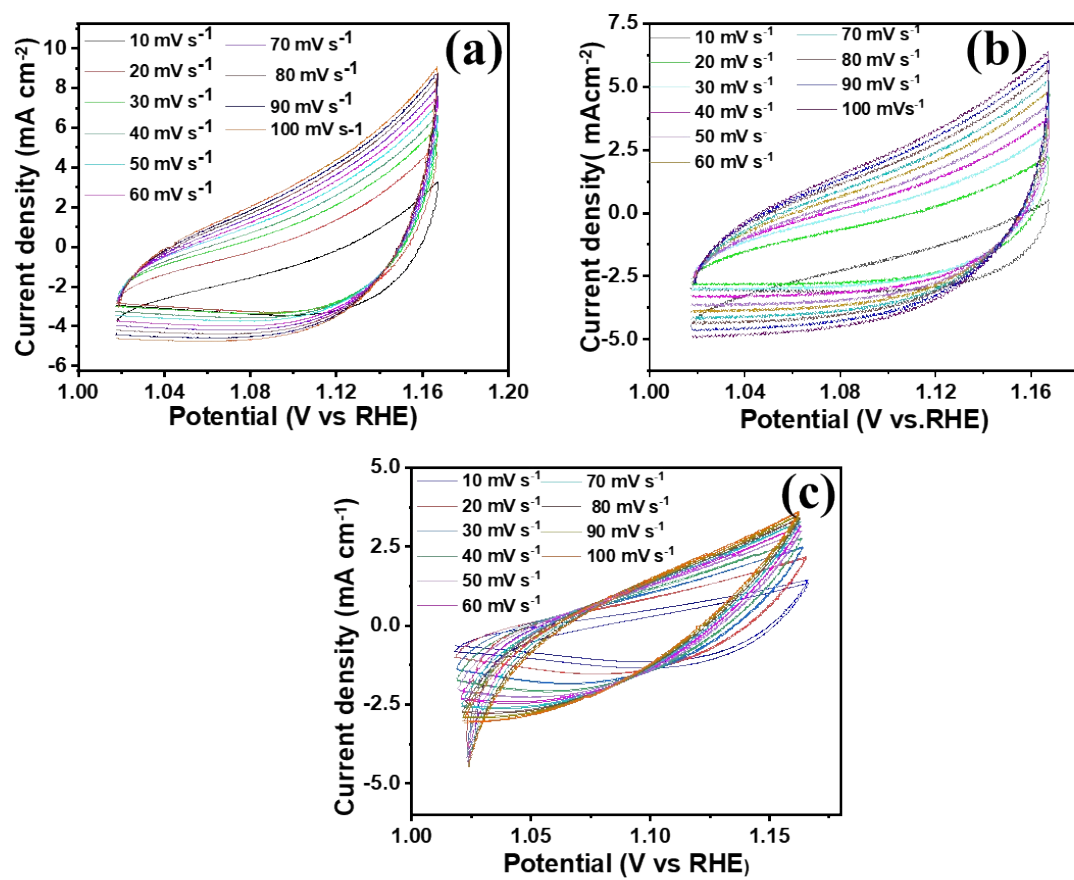 (a)
10 mV s-1
20 mV s-1
30 mV s-1
40 mV s-1
50 mV s-1
60 mV s-1
70 mV s-1
80 mV s-1
90 mV s-1
100 mV s-1
10
8
6
4
2
0
-2
-4
-6
Current density (mA cm-2)
1.00 1.04 1.08 1.12 1.16 1.20
Potential (V vs RHE)
(b)
10 mV s-1
20 mV s-1
30 mV s-1
40 mV s-1
50 mV s-
60 mV s-1
70 mV s-1
80 mV s-1
90 mV s-1
100 mVs-1
7.5
5.0
2.5
0.0
-2.5
-5.0
Current density( mAcm-2)
1.00 1.04 1.08 1.12 1.16
Potential (V vs.RHE)
(c)
10 mV s-1
20 mV s-1
30 mV s-1
40 mV s-1
50 mV s-1
60 mV s-1
70 mV s-1
80 mV s-1
90 mV s-1
100 mV s-1
5.0
2.5
0.0
-2.5
-5.0
Current density (mA cm-1)
1.00 1.05 1.10 1.15
Potential (V vs RHE)